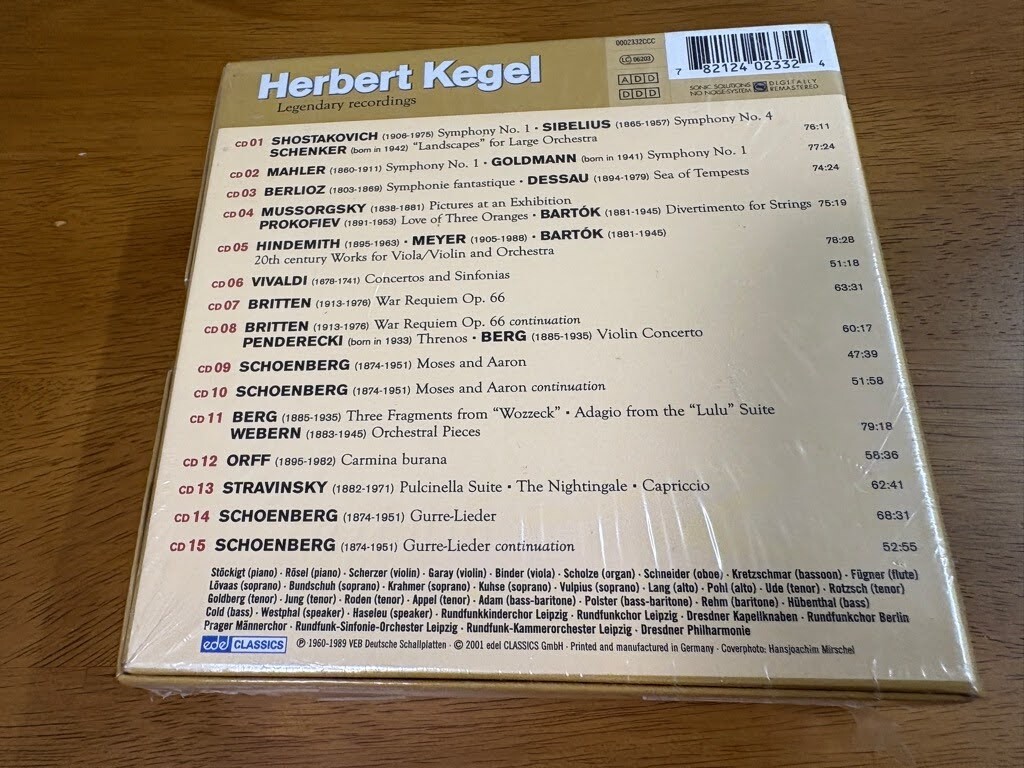 Herbert Kegel
Legendary recordings
0002332CCC
LC 06203
ADD
DDD
7 82124 02332 4
SONIC SOLUTIONS NO NOISE-SYSTEM
DIGITALLY REMASTERED
CD 01 SHOSTAKOVICH (1906-1975) Symphony No. 1 · SIBELIUS (1865-1957) Symphony No. 4
SCHENKER (born in 1942) "Landscapes" for Large Orchestra 76:11
CD 02 MAHLER (1860-1911) Symphony No. 1 · GOLDMANN (born in 1941) Symphony No. 1 77:24
CD 03 BERLIOZ (1803-1869) Symphonie fantastique · DESSAU (1894-1979) Sea of Tempests 74:24
CD 04 MUSSORGSKY (1838-1881) Pictures at an Exhibition
PROKOFIEV (1891-1953) Love of Three Oranges · BARTÓK (1881-1945) Divertimento for Strings 75:19
CD 05 HINDEMITH (1895-1963) · MEYER (1905-1988) · BARTÓK (1881-1945)
20th century Works for Viola/Violin and Orchestra 78:28
CD 06 VIVALDI (1678-1741) Concertos and Sinfonias 51:18
CD 07 BRITTEN (1913-1976) War Requiem Op. 66 63:31
CD 08 BRITTEN (1913-1976) War Requiem Op. 66 continuation
PENDERECKI (born in 1933) Threnos · BERG (1885-1935) Violin Concerto 60:17
CD 09 SCHOENBERG (1874-1951) Moses and Aaron 47:39
CD 10 SCHOENBERG (1874-1951) Moses and Aaron continuation 51:58
CD 11 BERG (1885-1935) Three Fragments from "Wozzeck" · Adagio from the "Lulu" Suite
WEBERN (1883-1945) Orchestral Pieces 79:18
CD 12 ORFF (1895-1982) Carmina burana 58:36
CD 13 STRAVINSKY (1882-1971) Pulcinella Suite · The Nightingale · Capriccio 62:41
CD 14 SCHOENBERG (1874-1951) Gurre-Lieder 68:31
CD 15 SCHOENBERG (1874-1951) Gurre-Lieder continuation 52:55
Stöckigt (piano) · Rösel (piano) · Scherzer (violin) · Garay (violin) · Binder (viola) · Scholze (organ) · Schneider (oboe) · Kretzschmar (bassoon) · Fügner (flute)
Lövaas (soprano) · Bundschuh (soprano) · Krahmer (soprano) · Kuhse (soprano) · Vulpius (soprano) · Lang (alto) · Pohl (alto) · Ude (tenor) · Rotzsch (tenor)
Goldberg (tenor) · Jung (tenor) · Roden (tenor) · Appel (tenor) · Adam (bass-baritone) · Polster (bass-baritone) · Rehm (baritone) · Hübenthal (bass)
Cold (bass) · Westphal (speaker) · Haseleu (speaker) · Rundfunkkinderchor Leipzig · Rundfunkchor Leipzig · Dresdner Kapellknaben · Rundfunkchor Berlin
Prager Männerchor · Rundfunk-Sinfonie-Orchester Leipzig · Rundfunk-Kammerorchester Leipzig · Dresdner Philharmonie
edel CLASSICS ℗ 1960-1989 VEB Deutsche Schallplatten · © 2001 edel CLASSICS GmbH · Printed and manufactured in Germany · Coverphoto: Hansjoachim Mirschel